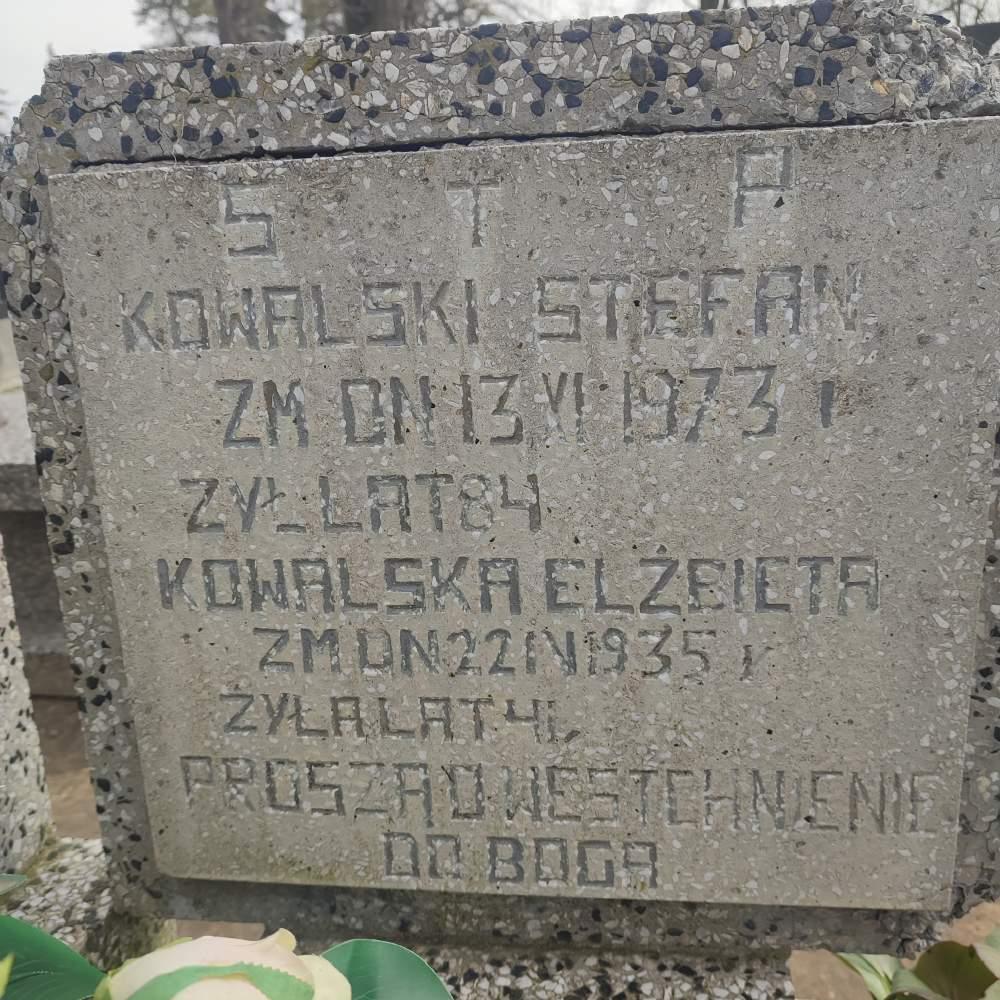 S T P
KOWALSKI STEFAN
ZM DN 13 XI 1973 r
ŻYŁ LAT 84
KOWALSKA ELŻBIETA
ZM DN 22 IV 1935 r
ŻYŁA LAT 41
PROSZĄ O WESTCHNIENIE
DO BOGA